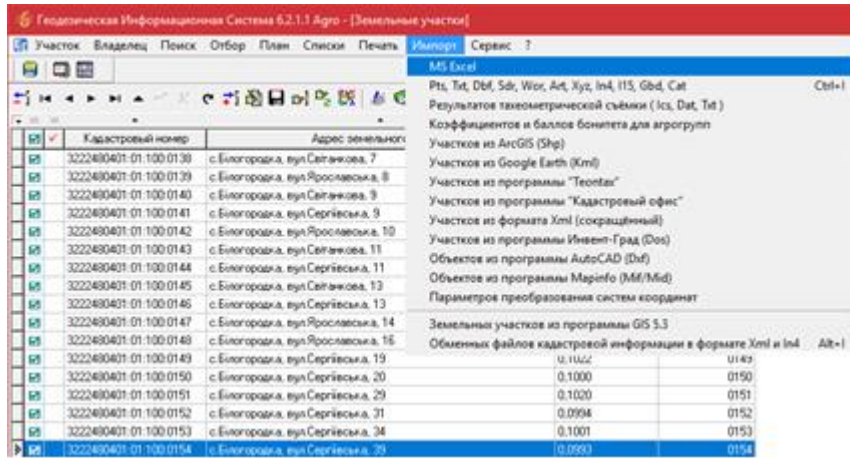 Геодезическая Информационная Система 6.2.1.1 Agro - [Земельные участки]
Участок Владелец Поиск Отбор План Списки Печать Импорт Сервис ?
MS Excel
Pts, Txt, Dbf, Sdr, Wor, Art, Xyz, In4, I15, Gbd, Cat Ctrl+I
Результатов тахеометрической съёмки ( Ics, Dat, Txt )
Коэффициентов и баллов бонитета для агрогрупп
Участков из ArcGIS (Shp)
Участков из Google Earth (Kml)
Участков из программы "Teontax"
Участков из программы "Кадастровый офис"
Участков из формата Xml (сокращённый)
Участков из программы Инвент-Град (Dos)
Объектов из программы AutoCAD (Dxf)
Объектов из программы Mapinfo (Mif/Mid)
Параметров преобразования систем координат
Земельных участков из программы GIS 5.3
Обменных файлов кадастровой информации в формате Xml и In4 Alt+I
Кадастровый номер Адрес земельного
3222480401:01:100:0138 с.Білогородка, вул.Світанкова, 7
3222480401:01:100:0139 с.Білогородка, вул.Ярославська, 8
3222480401:01:100:0140 с.Білогородка, вул.Світанкова, 9
3222480401:01:100:0141 с.Білогородка, вул.Сергіївська, 9
3222480401:01:100:0142 с.Білогородка, вул.Ярославська, 10
3222480401:01:100:0143 с.Білогородка, вул.Світанкова, 11
3222480401:01:100:0144 с.Білогородка, вул.Сергіївська, 11
3222480401:01:100:0145 с.Білогородка, вул.Світанкова, 13
3222480401:01:100:0146 с.Білогородка, вул.Сергіївська, 13
3222480401:01:100:0147 с.Білогородка, вул.Ярославська, 14
3222480401:01:100:0148 с.Білогородка, вул.Ярославська, 16
3222480401:01:100:0149 с.Білогородка, вул.Сергіївська, 19 0,1022 0149
3222480401:01:100:0150 с.Білогородка, вул.Сергіївська, 20 0,1000 0150
3222480401:01:100:0151 с.Білогородка, вул.Сергіївська, 29 0,1020 0151
3222480401:01:100:0152 с.Білогородка, вул.Сергіївська, 31 0,0994 0152
3222480401:01:100:0153 с.Білогородка, вул.Сергіївська, 34 0,1001 0153
3222480401:01:100:0154 с.Білогородка, вул.Сергіївська, 39 0,0993 0154